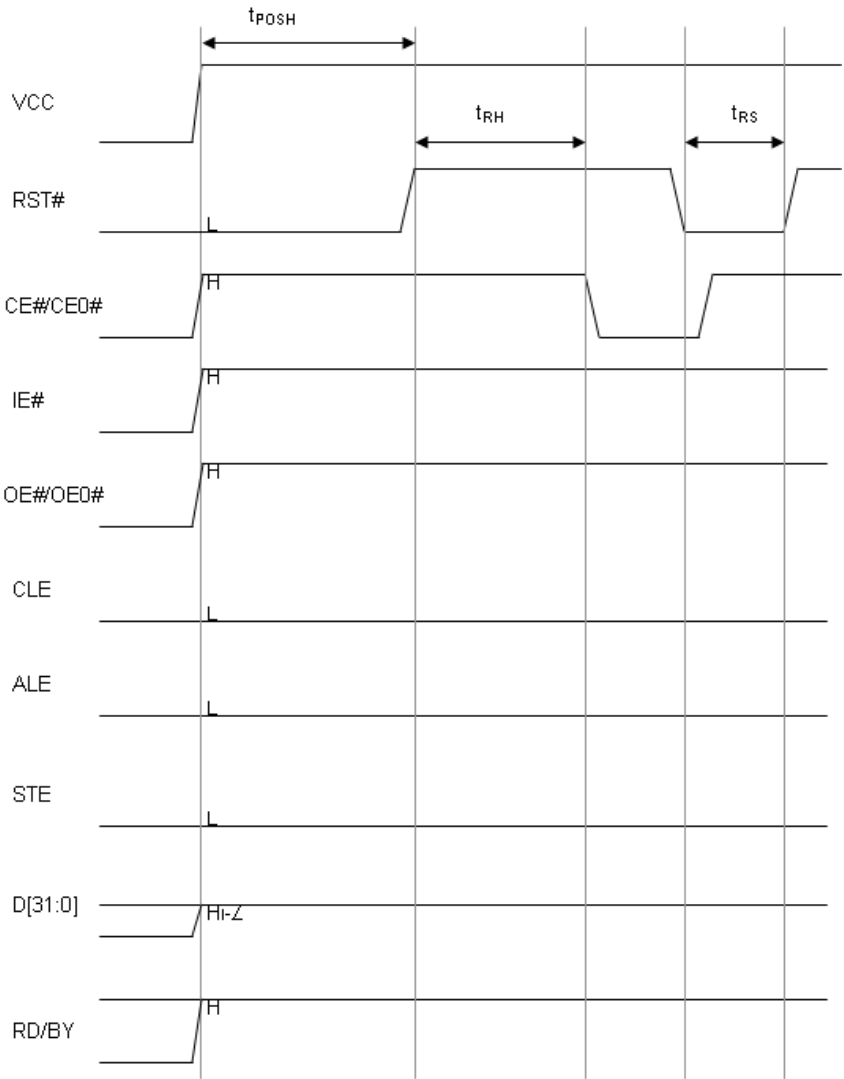 tPOSH
VCC
tRH
tRS
RST#
L
H
CE#/CE0#
H
IE#
H
OE#/OE0#
CLE
L
ALE
L
STE
L
D[31:0]
Hi-Z
H
RD/BY